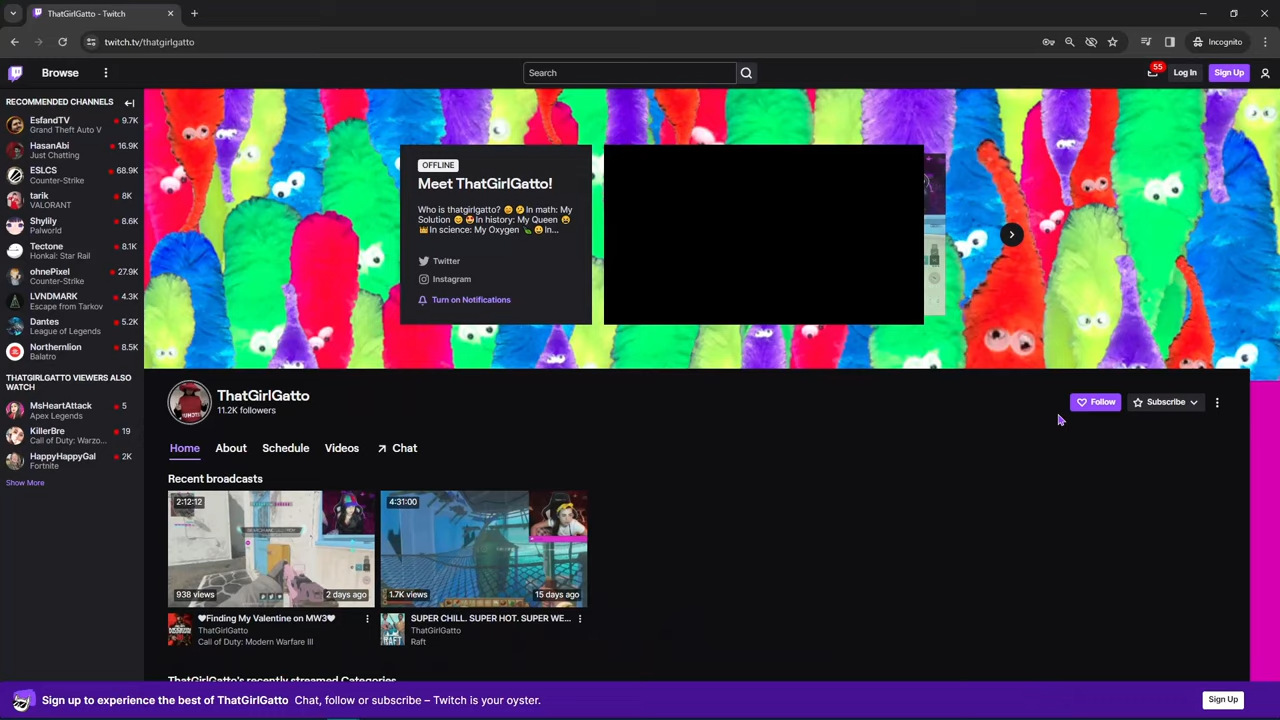 ThatGirlGatto - Twitch
twitch.tv/thatgirlgatto
Incognito
Browse
Search
55
Log In
Sign Up
RECOMMENDED CHANNELS
EsfandTV
9.7K
Grand Theft Auto V
HasanAbi
16.9K
Just Chatting
ESLCS
68.9K
Counter-Strike
tarik
8K
VALORANT
Shylily
8.6K
Palworld
Tectone
8.1K
Honkai: Star Rail
ohnePixel
27.9K
Counter-Strike
LVNDMARK
4.3K
Escape from Tarkov
Dantes
5.2K
League of Legends
Northernlion
8.5K
Balatro
THATGIRLGATTO VIEWERS ALSO
WATCH
MsHeartAttack
5
Apex Legends
KillerBre
19
Call of Duty: Warzo...
HappyHappyGal
2K
Fortnite
Show More
OFFLINE
Meet ThatGirlGatto!
Who is thatgirlgatto? 😊🤔In math: My
Solution 😊😍In history: My Queen 😫
👑In science: My Oxygen 🍃😀In...
Twitter
Instagram
Turn on Notifications
ThatGirlGatto
11.2K followers
Follow
Subscribe
Home
About
Schedule
Videos
Chat
Recent broadcasts
2:12:12
938 views
2 days ago
🖤Finding My Valentine on MW3🖤
ThatGirlGatto
Call of Duty: Modern Warfare III
4:31:00
1.7K views
15 days ago
SUPER CHILL. SUPER HOT. SUPER WE...
ThatGirlGatto
Raft
ThatGirlGatto's recently streamed Categories
Sign up to experience the best of ThatGirlGatto
Chat, follow or subscribe – Twitch is your oyster.
Sign Up